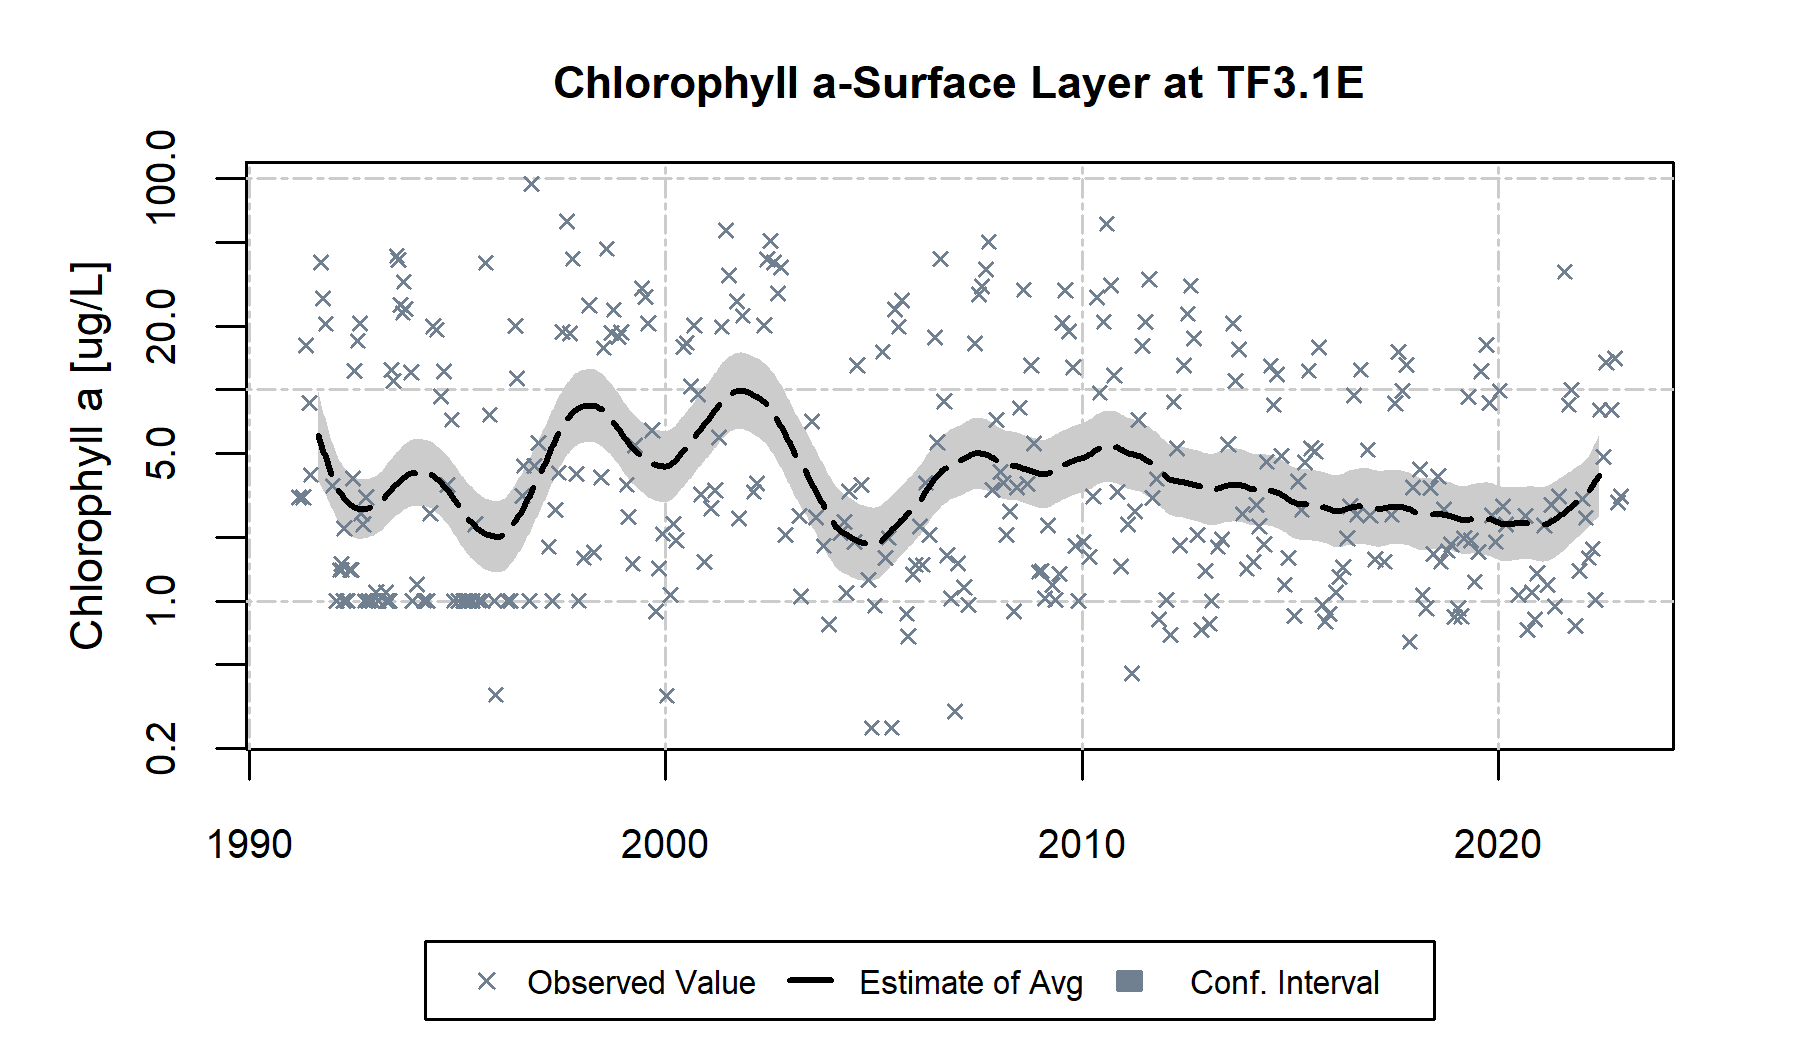 Chlorophyll a-Surface Layer at TF3.1E
Chlorophyll a [ug/L]
100.0
20.0
5.0
1.0
0.2
1990 2000 2010 2020
Observed Value Estimate of Avg Conf. Interval